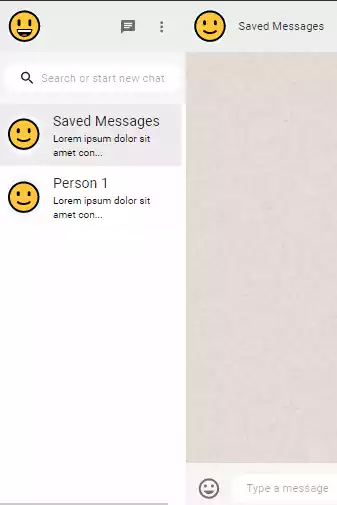 Saved Messages
Search or start new chat
Saved Messages
Lorem ipsum dolor sit
amet con...
Person 1
Lorem ipsum dolor sit
amet con...
Type a message